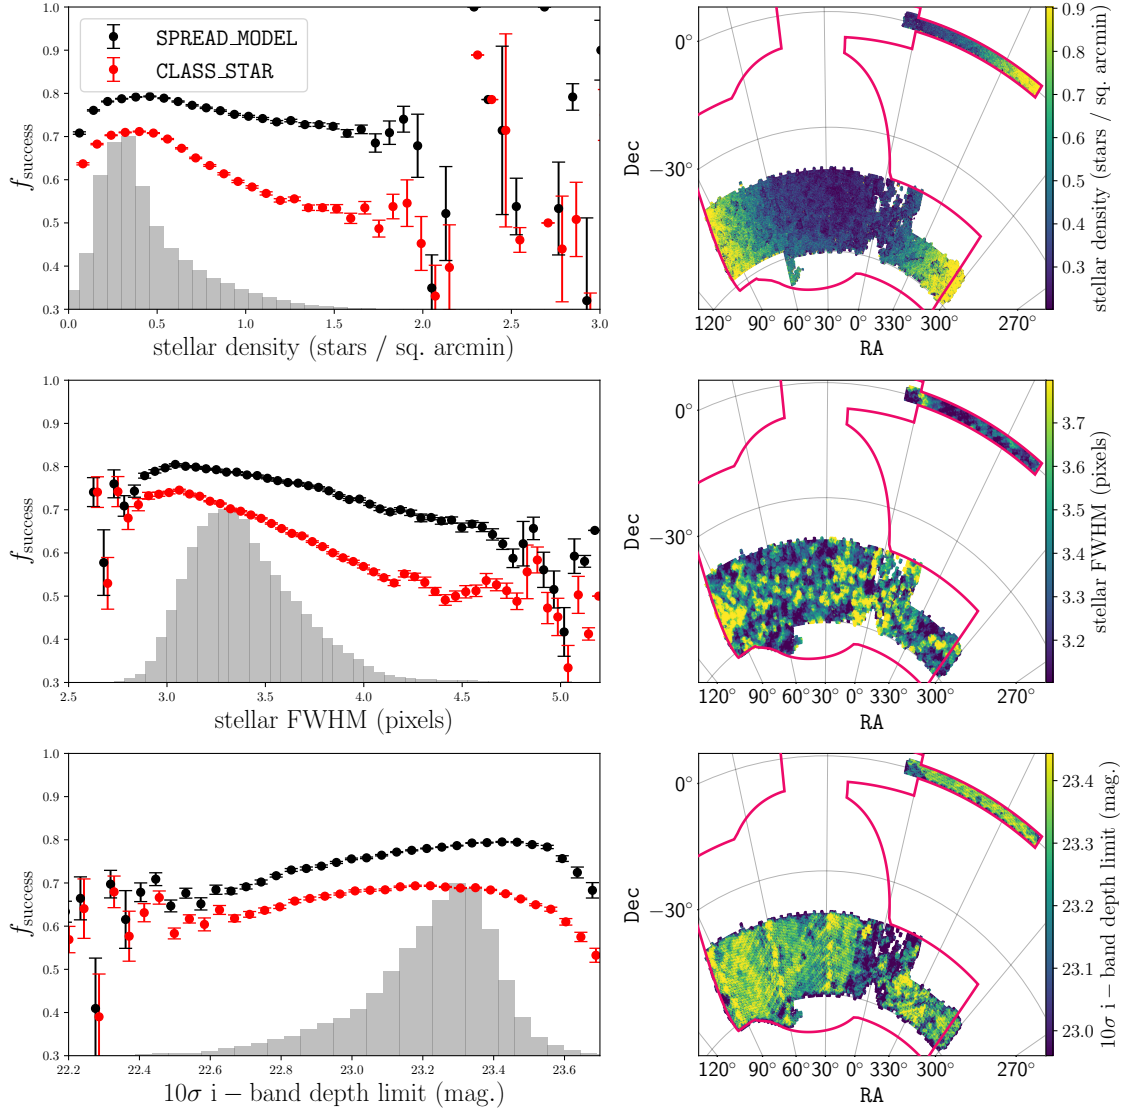 1.0
0.9
0.8
0.7
0.6
0.5
0.4
0.3
f_success
SPREAD_MODEL
CLASS_STAR
0.0 0.5 1.0 1.5 2.0 2.5 3.0
stellar density (stars / sq. arcmin)
0°
−30°
Dec
120° 90° 60° 30° 0° 330° 300° 270°
RA
0.9
0.8
0.7
0.6
0.5
0.4
0.3
stellar density (stars / sq. arcmin)
1.0
0.9
0.8
0.7
0.6
0.5
0.4
0.3
f_success
2.5 3.0 3.5 4.0 4.5 5.0
stellar FWHM (pixels)
0°
−30°
Dec
120° 90° 60° 30° 0° 330° 300° 270°
RA
3.7
3.6
3.5
3.4
3.3
3.2
stellar FWHM (pixels)
1.0
0.9
0.8
0.7
0.6
0.5
0.4
0.3
f_success
22.2 22.4 22.6 22.8 23.0 23.2 23.4 23.6
10σ i − band depth limit (mag.)
0°
−30°
Dec
120° 90° 60° 30° 0° 330° 300° 270°
RA
23.4
23.3
23.2
23.1
23.0
10σ i − band depth limit (mag.)